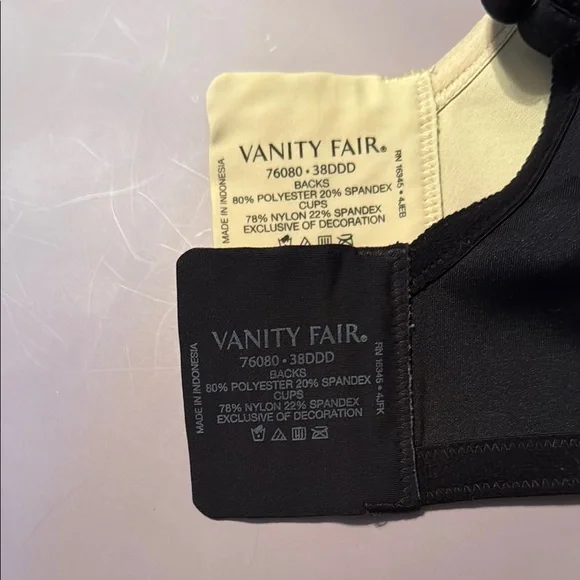 VANITY FAIR®
76080 • 38DDD
BACKS
80% POLYESTER 20% SPANDEX
CUPS
78% NYLON 22% SPANDEX
EXCLUSIVE OF DECORATION
MADE IN INDONESIA
RN 16345 • 4JFB
VANITY FAIR®
76080 • 38DDD
BACKS
80% POLYESTER 20% SPANDEX
CUPS
78% NYLON 22% SPANDEX
EXCLUSIVE OF DECORATION
MADE IN INDONESIA
RN 16345 • 4JFK